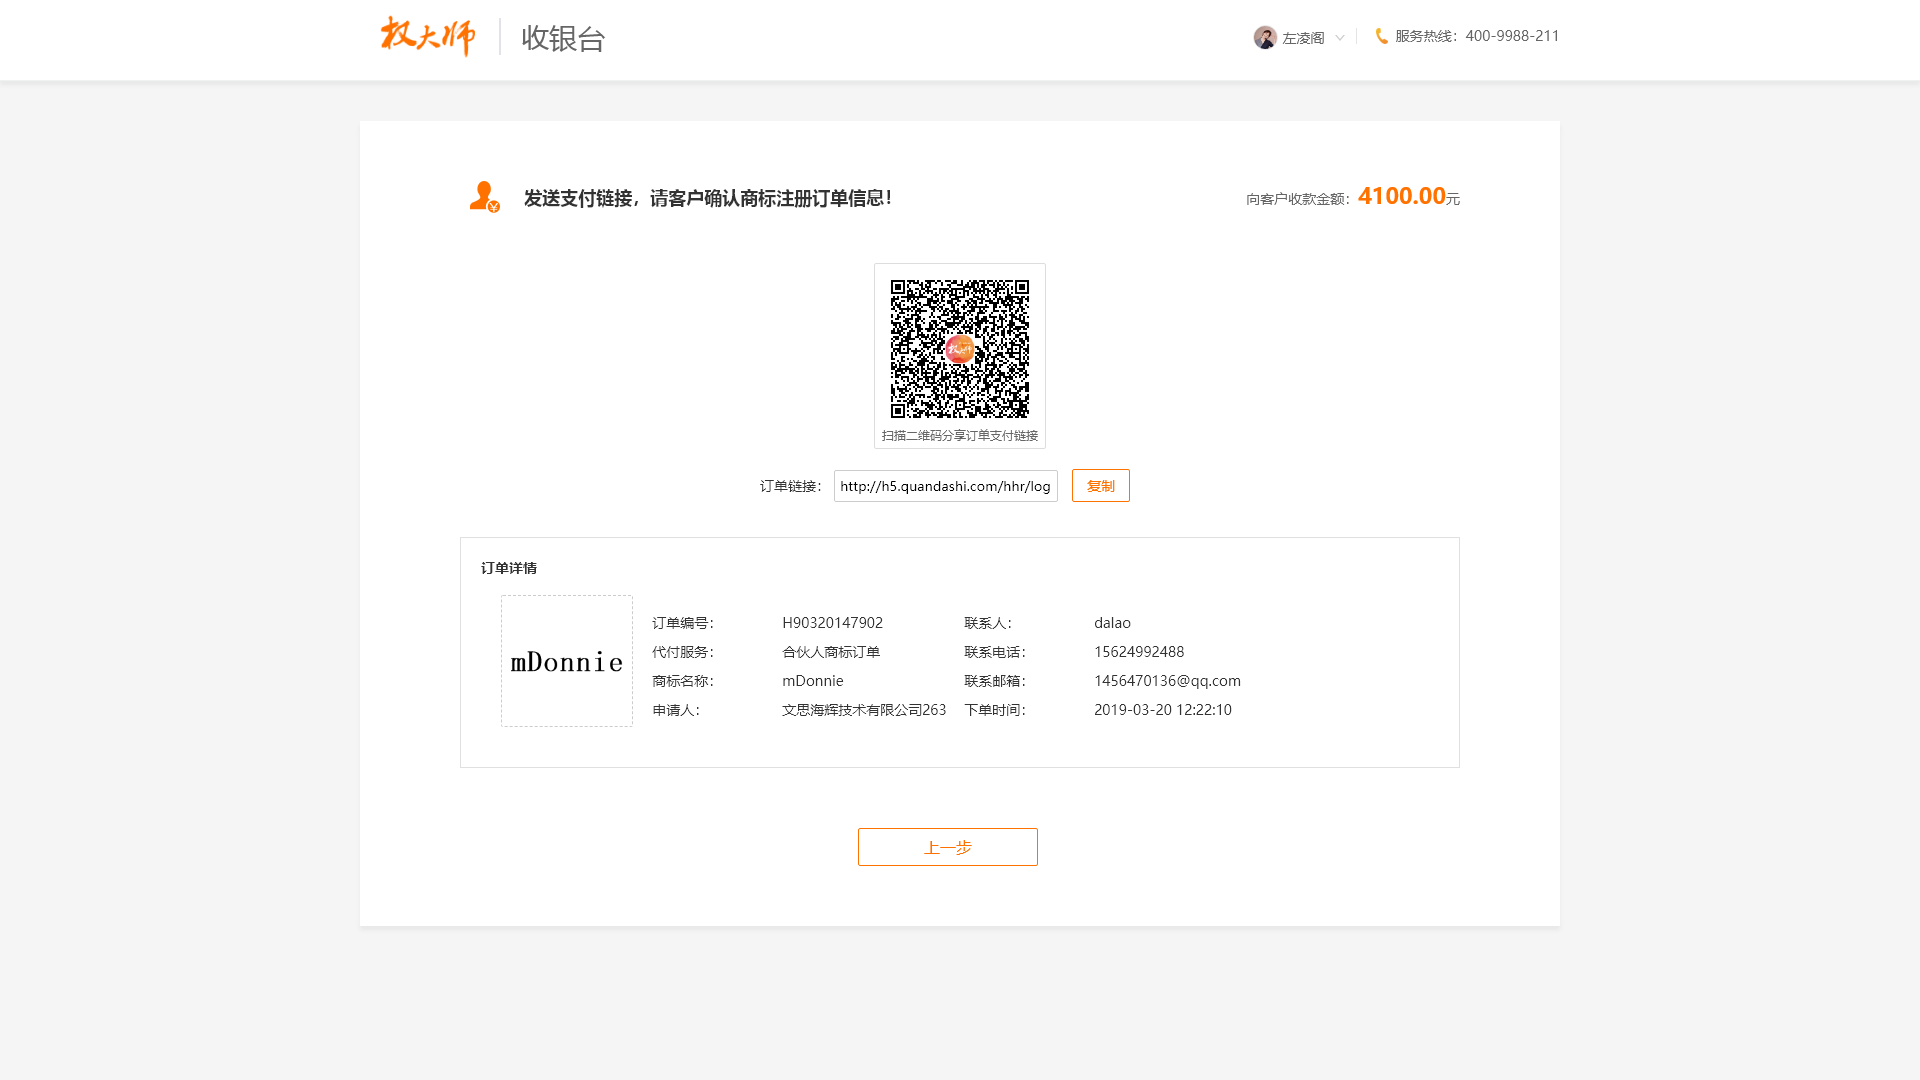 权大师 收银台 左凌阁 服务热线：400-9988-211
发送支付链接，请客户确认商标注册订单信息！ 向客户收款金额：4100.00元
权大师
扫描二维码分享订单支付链接
订单链接： http://h5.quandashi.com/hhr/log 复制
订单详情
mDonnie
订单编号： H90320147902 联系人： dalao
代付服务： 合伙人商标订单 联系电话： 15624992488
商标名称： mDonnie 联系邮箱： 1456470136@qq.com
申请人： 文思海辉技术有限公司263 下单时间： 2019-03-20 12:22:10
上一步